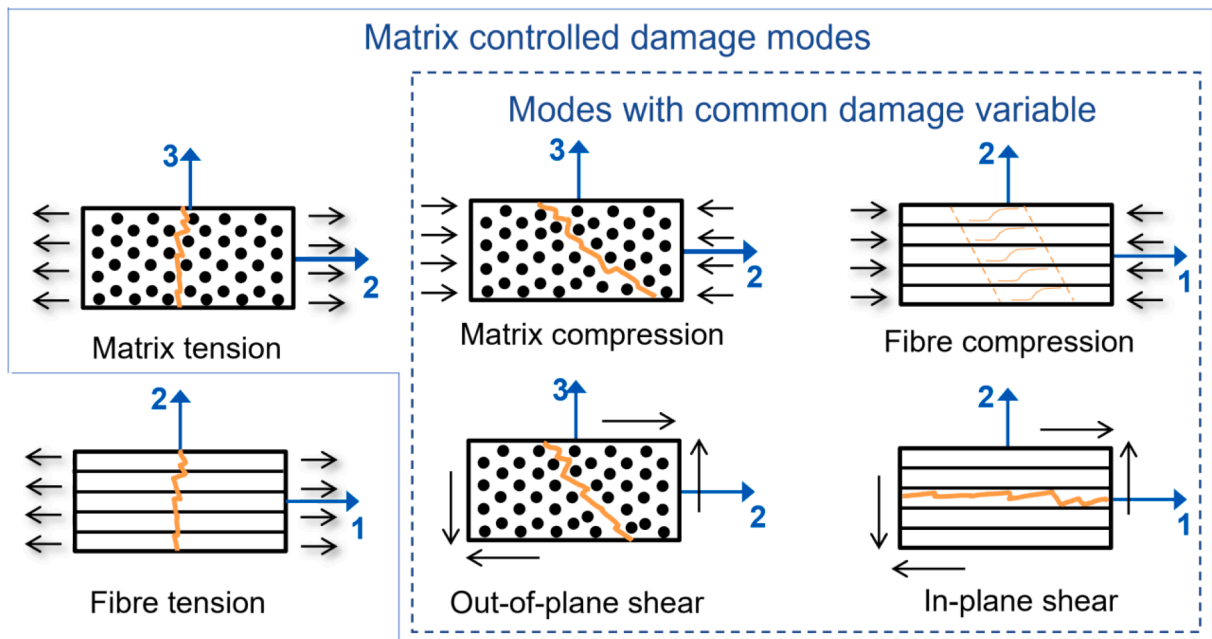 Matrix controlled damage modes
Modes with common damage variable
3
2
Matrix tension
3
2
Matrix compression
2
1
Fibre compression
2
1
Fibre tension
3
2
Out-of-plane shear
2
1
In-plane shear